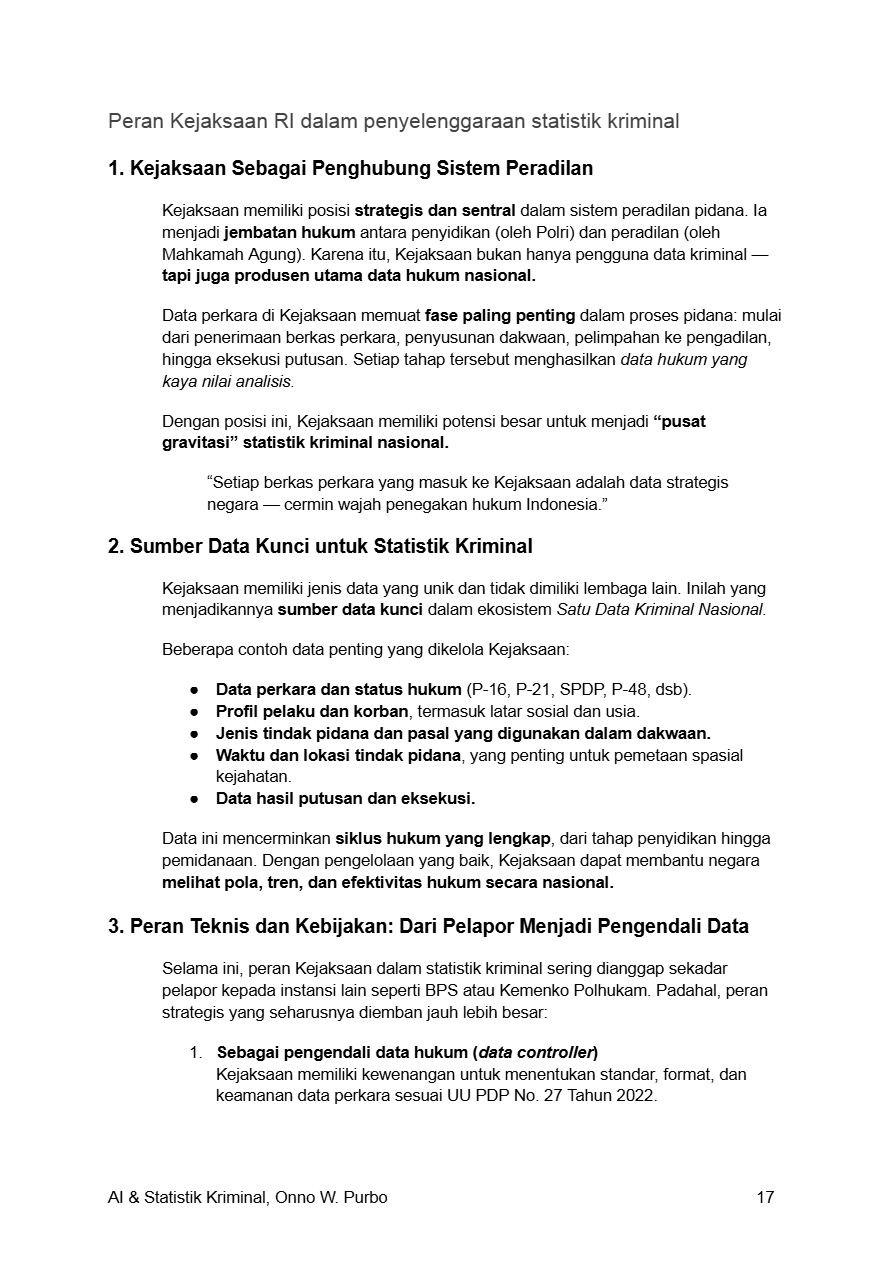 Peran Kejaksaan RI dalam penyelenggaraan statistik kriminal
1. Kejaksaan Sebagai Penghubung Sistem Peradilan
Kejaksaan memiliki posisi strategis dan sentral dalam sistem peradilan pidana. Ia
menjadi jembatan hukum antara penyidikan (oleh Polri) dan peradilan (oleh
Mahkamah Agung). Karena itu, Kejaksaan bukan hanya pengguna data kriminal —
tapi juga produsen utama data hukum nasional.
Data perkara di Kejaksaan memuat fase paling penting dalam proses pidana: mulai
dari penerimaan berkas perkara, penyusunan dakwaan, pelimpahan ke pengadilan,
hingga eksekusi putusan. Setiap tahap tersebut menghasilkan data hukum yang
kaya nilai analisis.
Dengan posisi ini, Kejaksaan memiliki potensi besar untuk menjadi “pusat
gravitasi” statistik kriminal nasional.
“Setiap berkas perkara yang masuk ke Kejaksaan adalah data strategis
negara — cermin wajah penegakan hukum Indonesia.”
2. Sumber Data Kunci untuk Statistik Kriminal
Kejaksaan memiliki jenis data yang unik dan tidak dimiliki lembaga lain. Inilah yang
menjadikannya sumber data kunci dalam ekosistem Satu Data Kriminal Nasional.
Beberapa contoh data penting yang dikelola Kejaksaan:
● Data perkara dan status hukum (P-16, P-21, SPDP, P-48, dsb).
● Profil pelaku dan korban, termasuk latar sosial dan usia.
● Jenis tindak pidana dan pasal yang digunakan dalam dakwaan.
● Waktu dan lokasi tindak pidana, yang penting untuk pemetaan spasial
kejahatan.
● Data hasil putusan dan eksekusi.
Data ini mencerminkan siklus hukum yang lengkap, dari tahap penyidikan hingga
pemidanaan. Dengan pengelolaan yang baik, Kejaksaan dapat membantu negara
melihat pola, tren, dan efektivitas hukum secara nasional.
3. Peran Teknis dan Kebijakan: Dari Pelapor Menjadi Pengendali Data
Selama ini, peran Kejaksaan dalam statistik kriminal sering dianggap sekadar
pelapor kepada instansi lain seperti BPS atau Kemenko Polhukam. Padahal, peran
strategis yang seharusnya diemban jauh lebih besar:
1. Sebagai pengendali data hukum (data controller)
Kejaksaan memiliki kewenangan untuk menentukan standar, format, dan
keamanan data perkara sesuai UU PDP No. 27 Tahun 2022.
AI & Statistik Kriminal, Onno W. Purbo 17